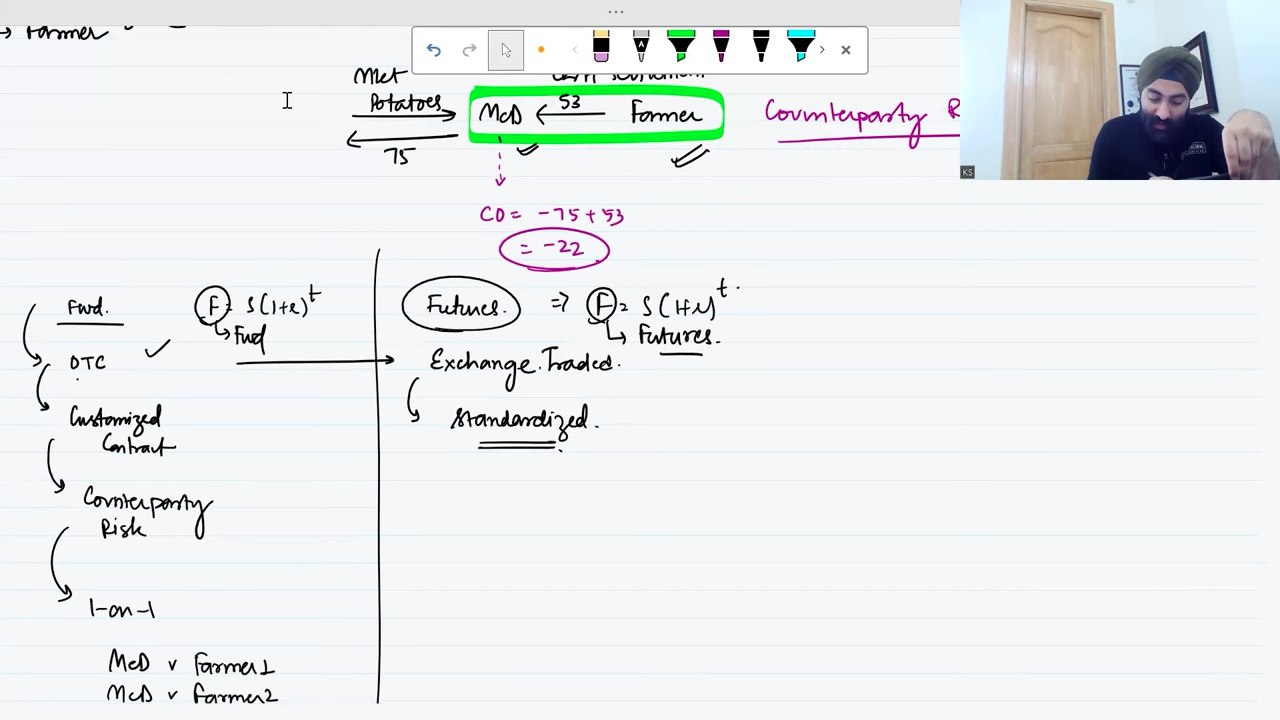 Farmer
Mkt
Potatoes
75
McD
53
Farmer
Counterparty R
CO = -75 + 53
= -22
Fwd.
F = S(1+r)^t
Fwd
OTC
Customized
Contract
Counterparty
Risk
1-on-1
McD v Farmer1
McD v Farmer2
Futures. => F = S(1+r)^t.
Futures.
Exchange Traded.
Standardized.
KS